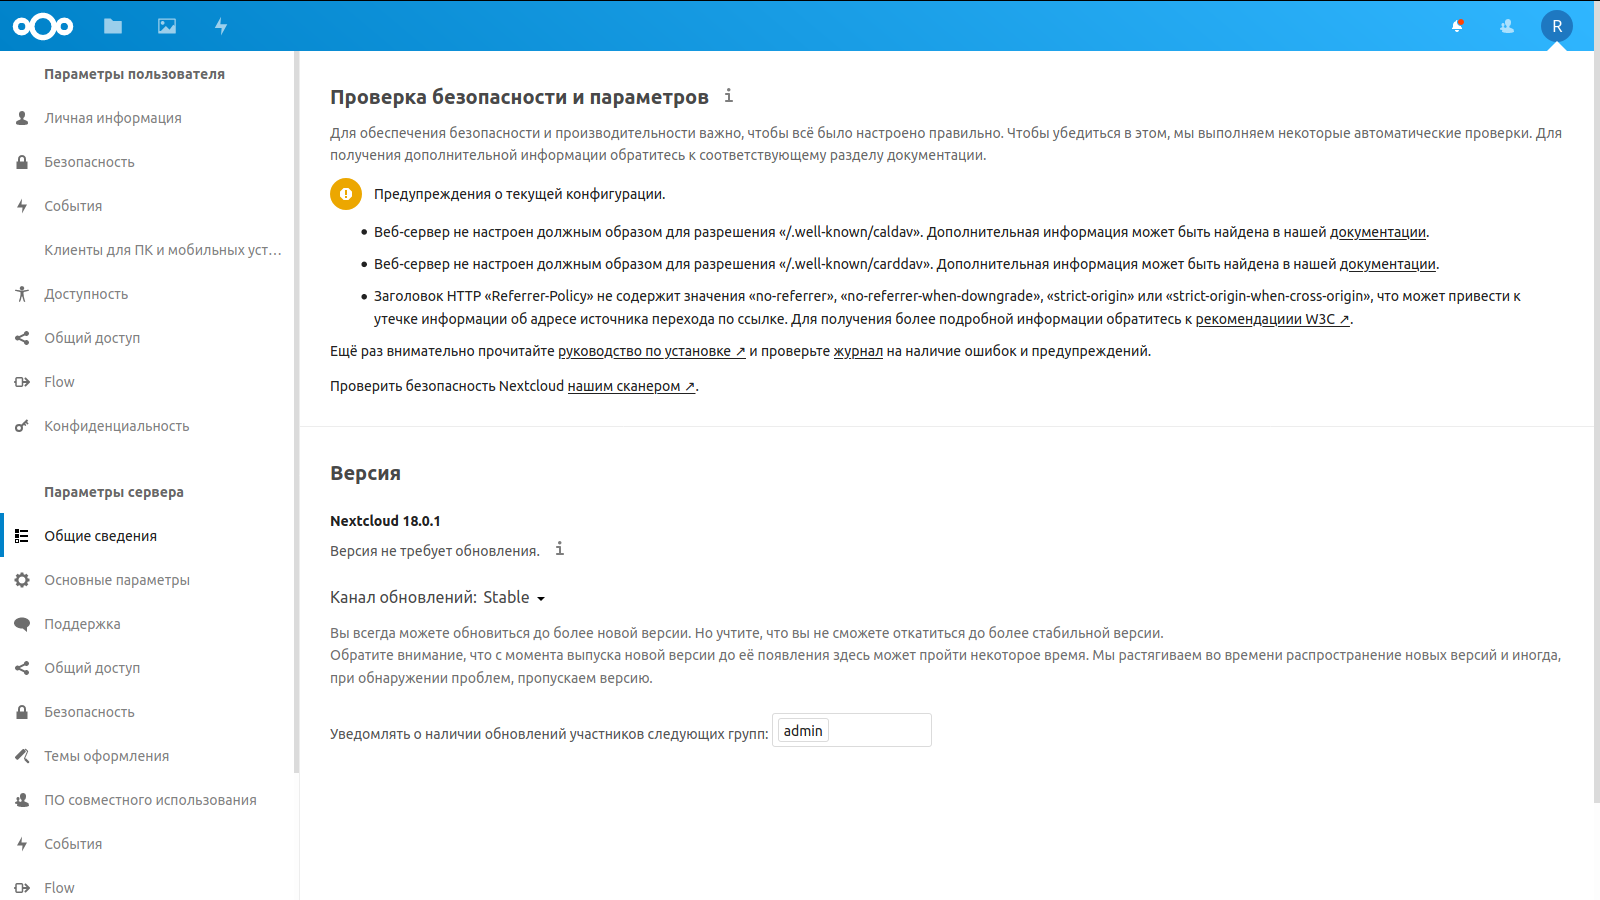 R
Параметры пользователя
Личная информация
Безопасность
События
Клиенты для ПК и мобильных уст…
Доступность
Общий доступ
Flow
Конфиденциальность
Параметры сервера
Общие сведения
Основные параметры
Поддержка
Общий доступ
Безопасность
Темы оформления
ПО совместного использования
События
Flow
Проверка безопасности и параметров
Для обеспечения безопасности и производительности важно, чтобы всё было настроено правильно. Чтобы убедиться в этом, мы выполняем некоторые автоматические проверки. Для
получения дополнительной информации обратитесь к соответствующему разделу документации.
Предупреждения о текущей конфигурации.
• Веб-сервер не настроен должным образом для разрешения «/.well-known/caldav». Дополнительная информация может быть найдена в нашей документации.
• Веб-сервер не настроен должным образом для разрешения «/.well-known/carddav». Дополнительная информация может быть найдена в нашей документации.
• Заголовок HTTP «Referrer-Policy» не содержит значения «no-referrer», «no-referrer-when-downgrade», «strict-origin» или «strict-origin-when-cross-origin», что может привести к
утечке информации об адресе источника перехода по ссылке. Для получения более подробной информации обратитесь к рекомендациии W3C ↗.
Ещё раз внимательно прочитайте руководство по установке ↗ и проверьте журнал на наличие ошибок и предупреждений.
Проверить безопасность Nextcloud нашим сканером ↗.
Версия
Nextcloud 18.0.1
Версия не требует обновления.
Канал обновлений: Stable
Вы всегда можете обновиться до более новой версии. Но учтите, что вы не сможете откатиться до более стабильной версии.
Обратите внимание, что с момента выпуска новой версии до её появления здесь может пройти некоторое время. Мы растягиваем во времени распространение новых версий и иногда,
при обнаружении проблем, пропускаем версию.
Уведомлять о наличии обновлений участников следующих групп: admin